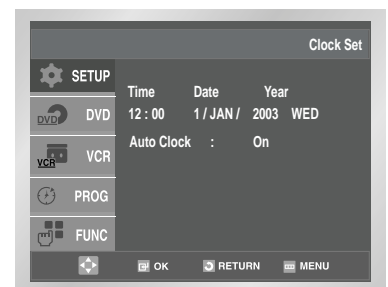 Clock Set
SETUP
DVD DVD
VCR VCR
PROG
FUNC
Time Date Year
12 : 00 1 / JAN / 2003 WED
Auto Clock : On
OK RETURN MENU